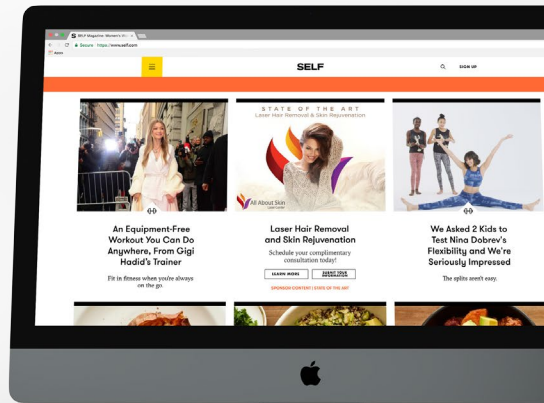 SELF Magazine: Women's
Secure https://www.self.com
Apps
SELF
SIGN UP
STATE OF THE ART
Laser Hair Removal & Skin Rejuvenation
All About Skin
An Equipment-Free
Workout You Can Do
Anywhere, From Gigi
Hadid's Trainer
Fit in fitness when you're always
on the go.
Laser Hair Removal
and Skin Rejuvenation
Schedule your complimentary
consultation today!
LEARN MORE
SUBMIT YOUR
INFORMATION
SPONSOR CONTENT | STATE OF THE ART
We Asked 2 Kids to
Test Nina Dobrev's
Flexibility and We're
Seriously Impressed
The splits aren't easy.